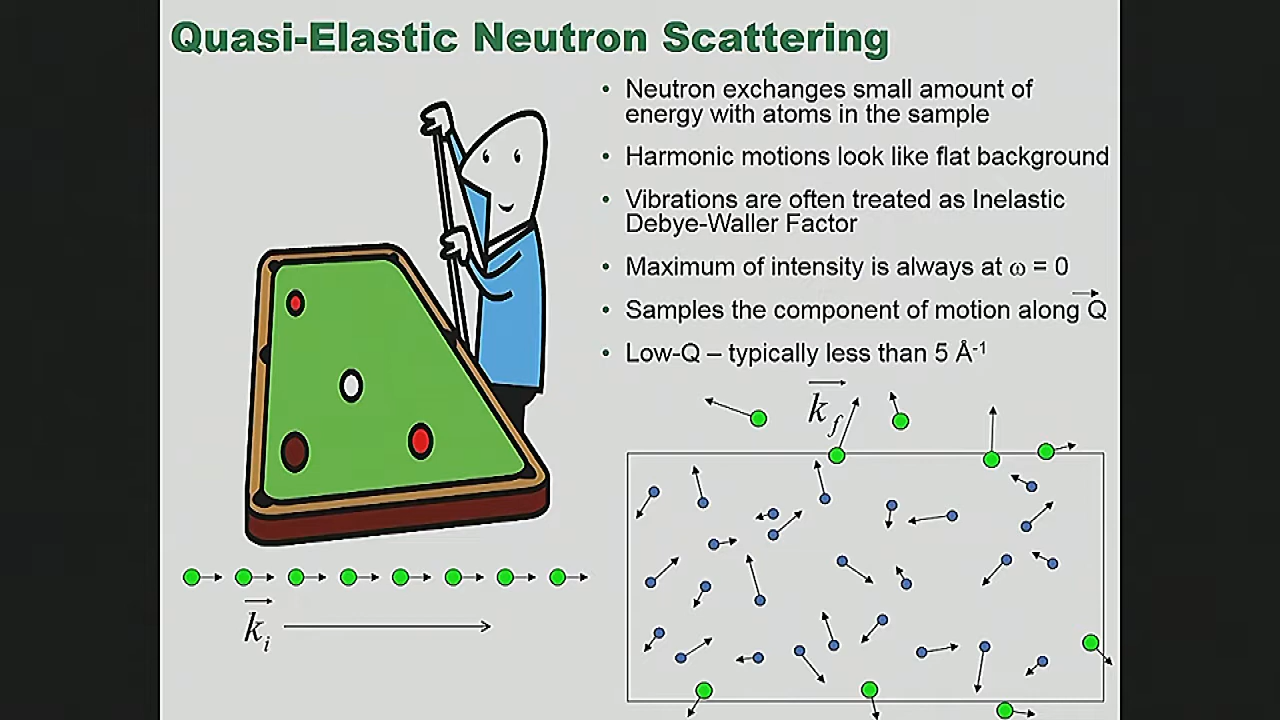 Quasi-Elastic Neutron Scattering
• Neutron exchanges small amount of
energy with atoms in the sample
• Harmonic motions look like flat background
• Vibrations are often treated as Inelastic
Debye-Waller Factor
• Maximum of intensity is always at ω = 0
• Samples the component of motion along Q⃗
• Low-Q – typically less than 5 Å⁻¹
k⃗f
k⃗i